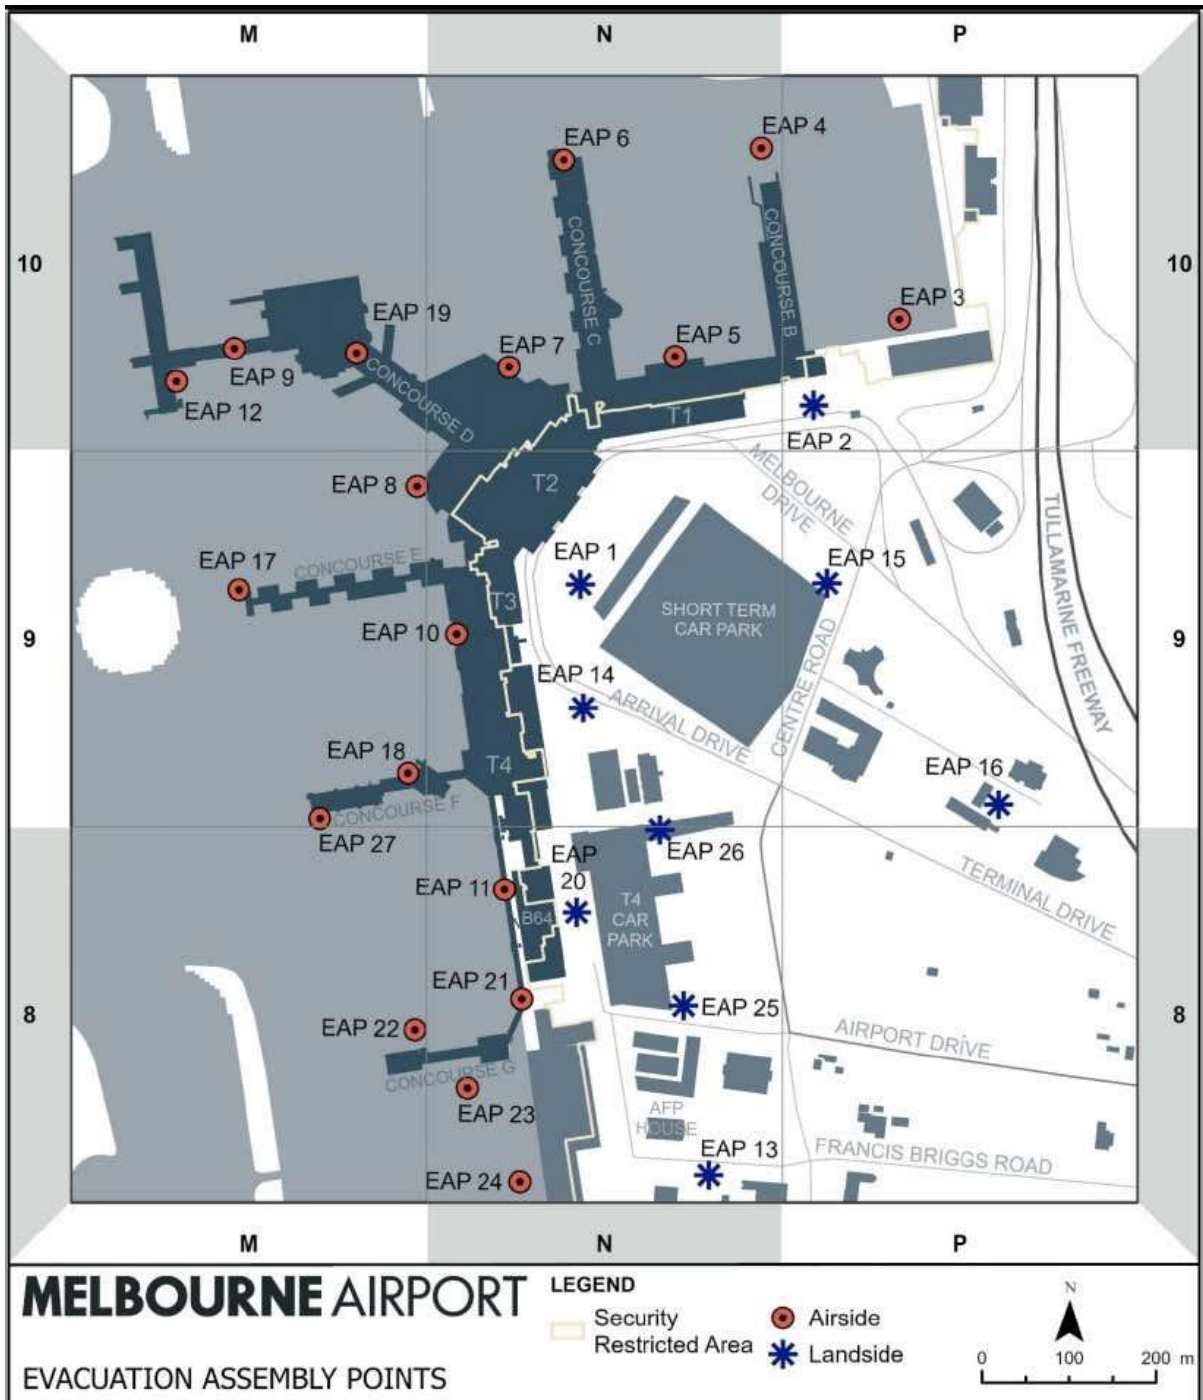 M
N
P
EAP 6
EAP 4
CONCOURSE C
CONCOURSE B
10
10
EAP 19
EAP 3
EAP 7
EAP 5
EAP 9
CONCOURSE D
EAP 12
T1
EAP 2
EAP 8
T2
MELBOURNE
DRIVE
TULLAMARINE FREEWAY
EAP 17
CONCOURSE E
EAP 1
EAP 15
T3
SHORT TERM
CAR PARK
EAP 10
9
9
CENTRE ROAD
EAP 14
ARRIVAL DRIVE
EAP 18
T4
EAP 16
CONCOURSE F
EAP 27
EAP
20
EAP 26
TERMINAL DRIVE
EAP 11
B64
T4
CAR
PARK
EAP 21
EAP 25
8
8
EAP 22
AIRPORT DRIVE
CONCOURSE G
EAP 23
AFP
HOUSE
EAP 13
FRANCIS BRIGGS ROAD
EAP 24
M
N
P
MELBOURNE AIRPORT
EVACUATION ASSEMBLY POINTS
LEGEND
Security
Restricted Area
Airside
Landside
N
0 100 200 m